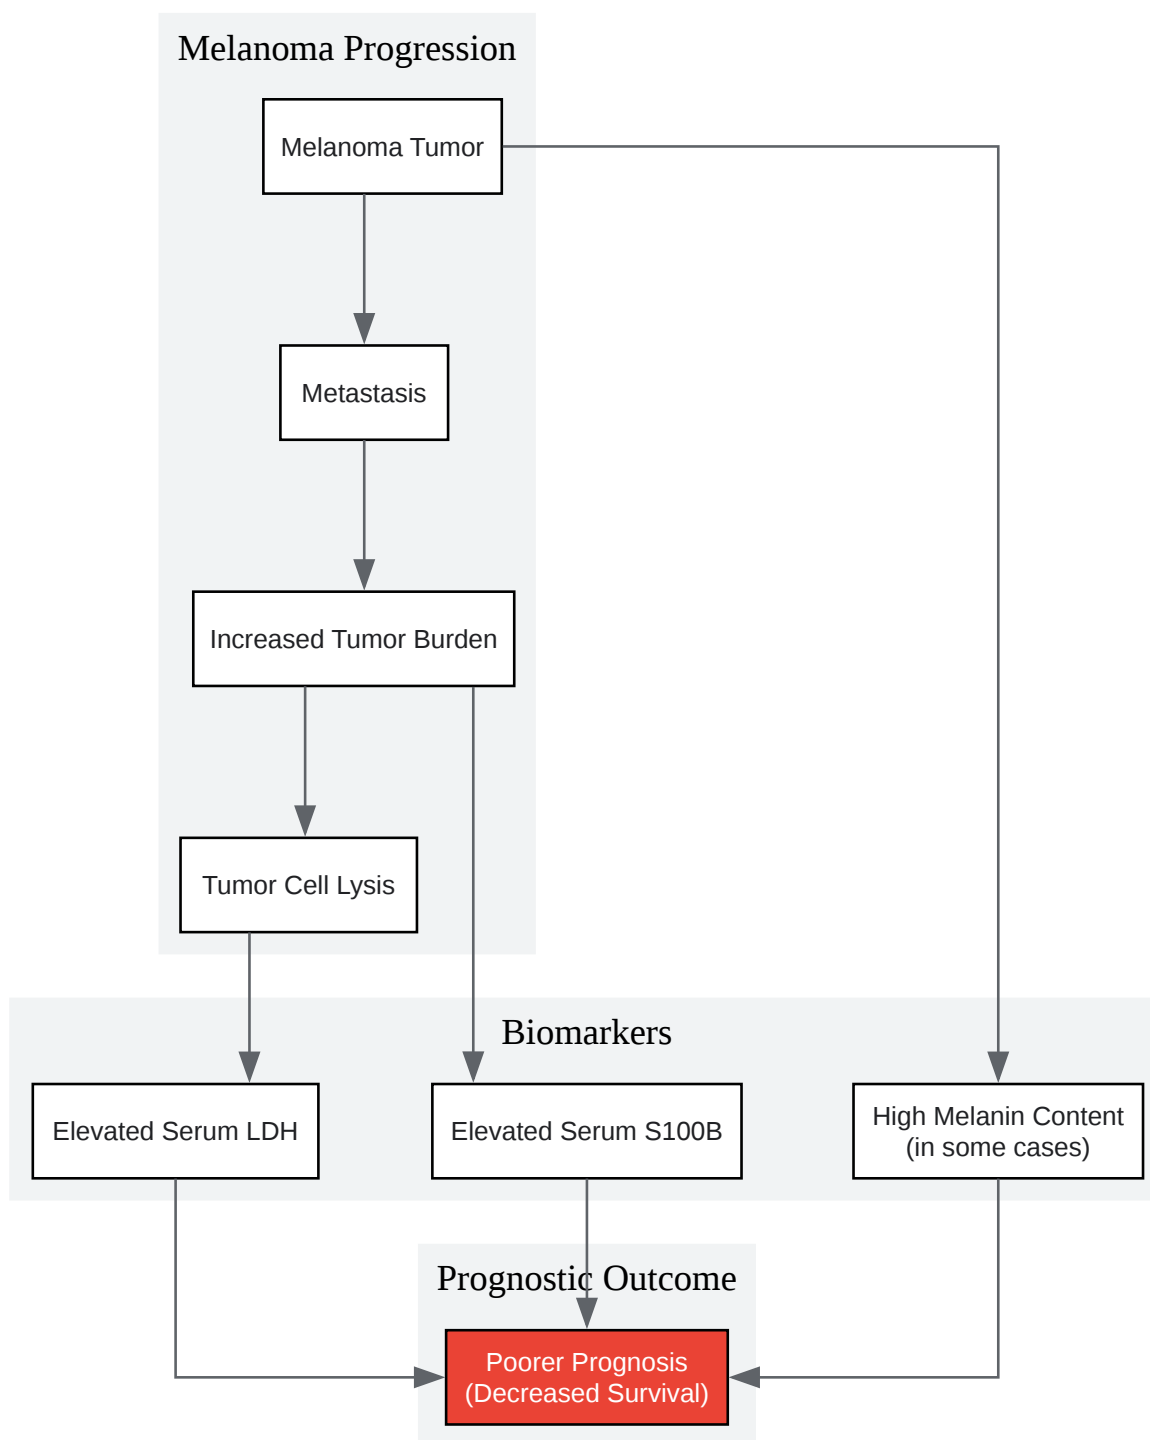 Melanoma Progression
Melanoma Tumor
Metastasis
Increased Tumor Burden
Tumor Cell Lysis
Biomarkers
Elevated Serum LDH
Elevated Serum S100B
High Melanin Content
(in some cases)
Prognostic Outcome
Poorer Prognosis
(Decreased Survival)